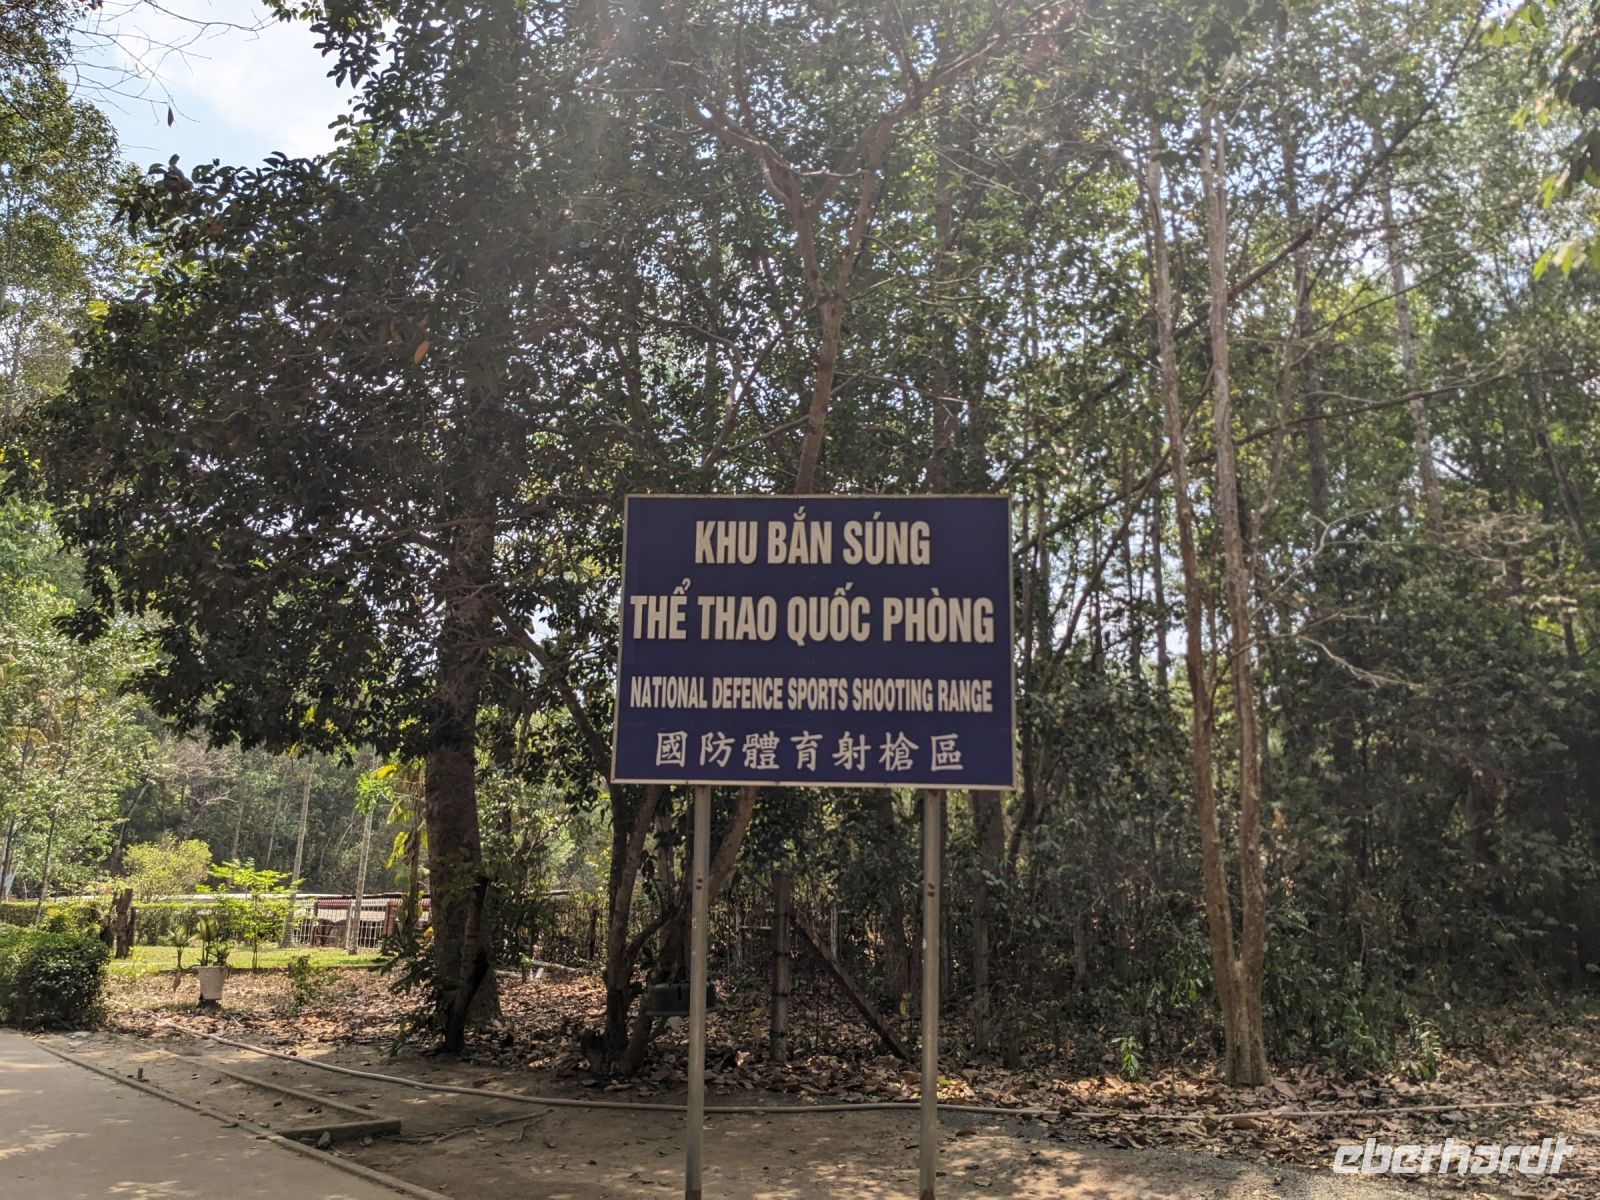 KHU BẮN SÚNG
THỂ THAO QUỐC PHÒNG
NATIONAL DEFENCE SPORTS SHOOTING RANGE
國防體育射槍區
eberhardt